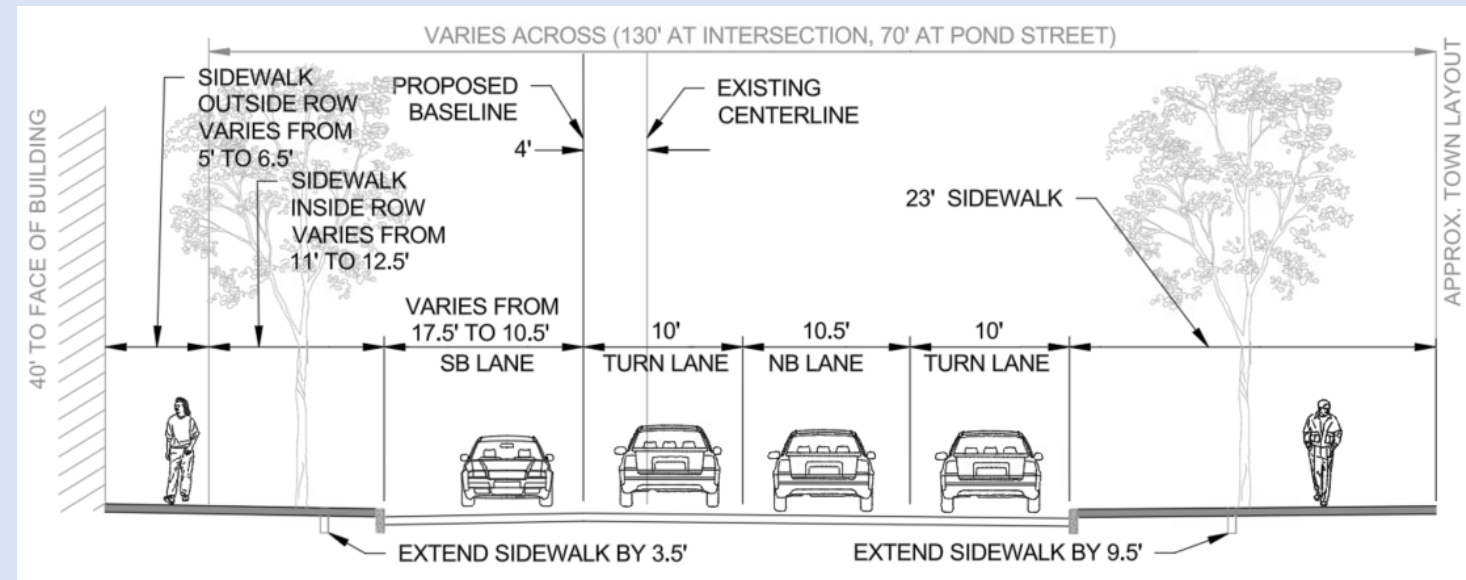 VARIES ACROSS (130' AT INTERSECTION, 70' AT POND STREET)
40' TO FACE OF BUILDING
SIDEWALK
OUTSIDE ROW
VARIES FROM
5' TO 6.5'
SIDEWALK
INSIDE ROW
VARIES FROM
11' TO 12.5'
PROPOSED
BASELINE
4'
EXISTING
CENTERLINE
23' SIDEWALK
APPROX. TOWN LAYOUT
VARIES FROM
17.5' TO 10.5'
SB LANE
10'
TURN LANE
10.5'
NB LANE
10'
TURN LANE
EXTEND SIDEWALK BY 3.5'
EXTEND SIDEWALK BY 9.5'